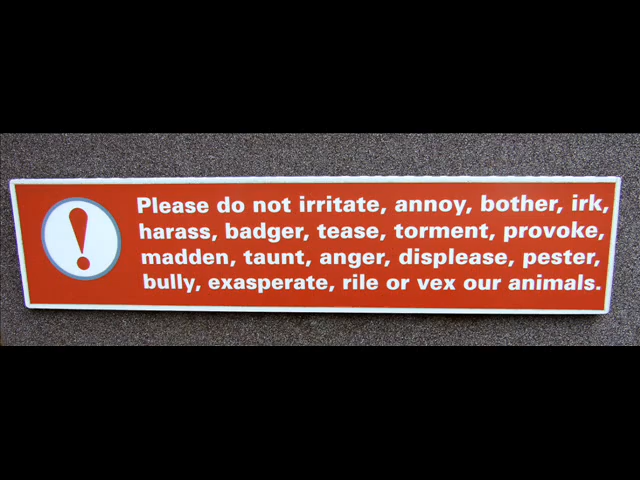 Please do not irritate, annoy, bother, irk,
harass, badger, tease, torment, provoke,
madden, taunt, anger, displease, pester,
bully, exasperate, rile or vex our animals.